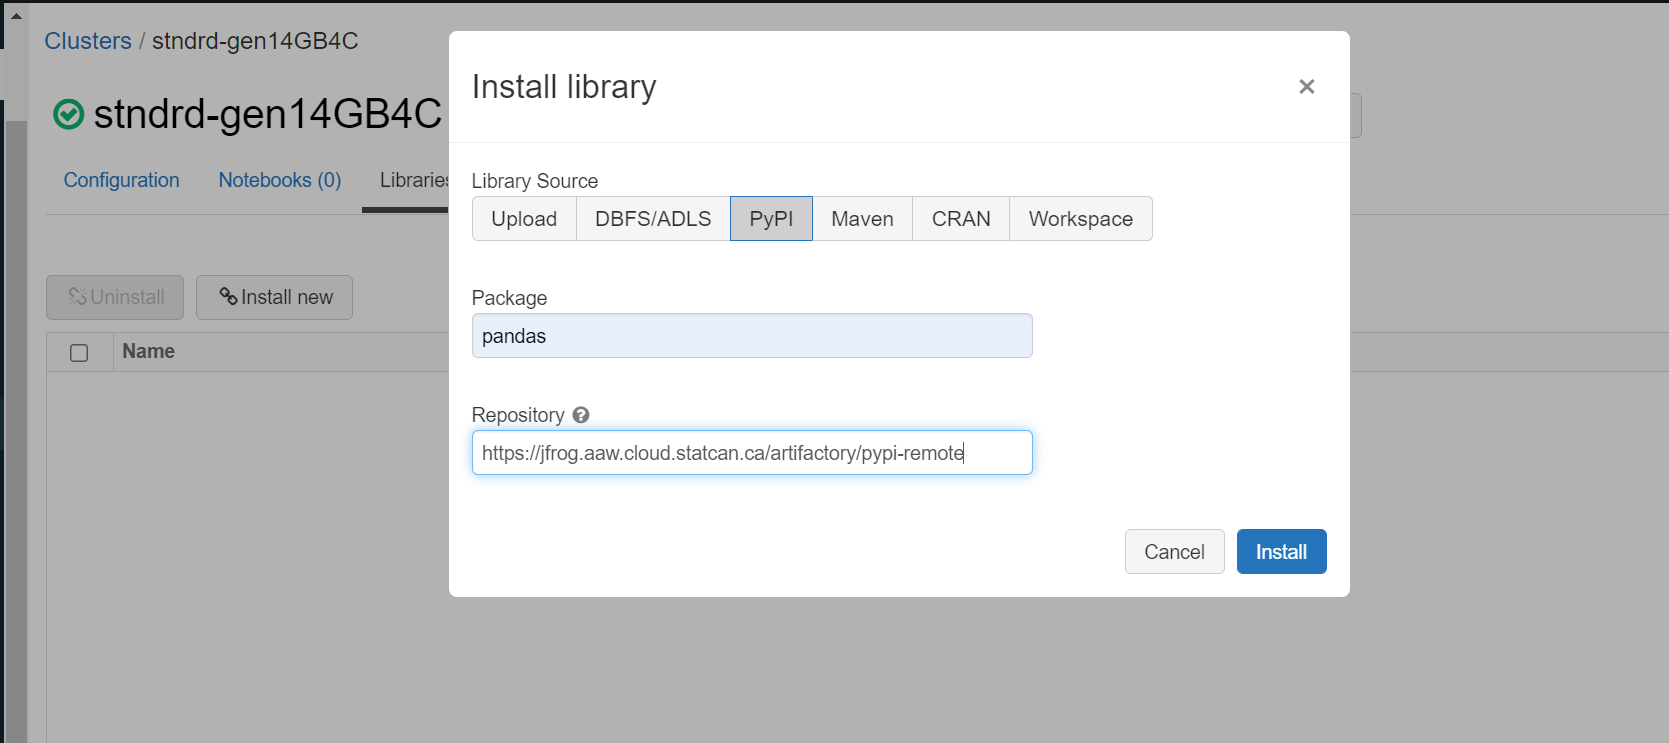 Clusters / stndrd-gen14GB4C
stndrd-gen14GB4C
Configuration Notebooks (0) Libraries
Uninstall Install new
Name
Install library
×
Library Source
Upload DBFS/ADLS PyPI Maven CRAN Workspace
Package
pandas
Repository ?
https://jfrog.aaw.cloud.statcan.ca/artifactory/pypi-remote
Cancel Install